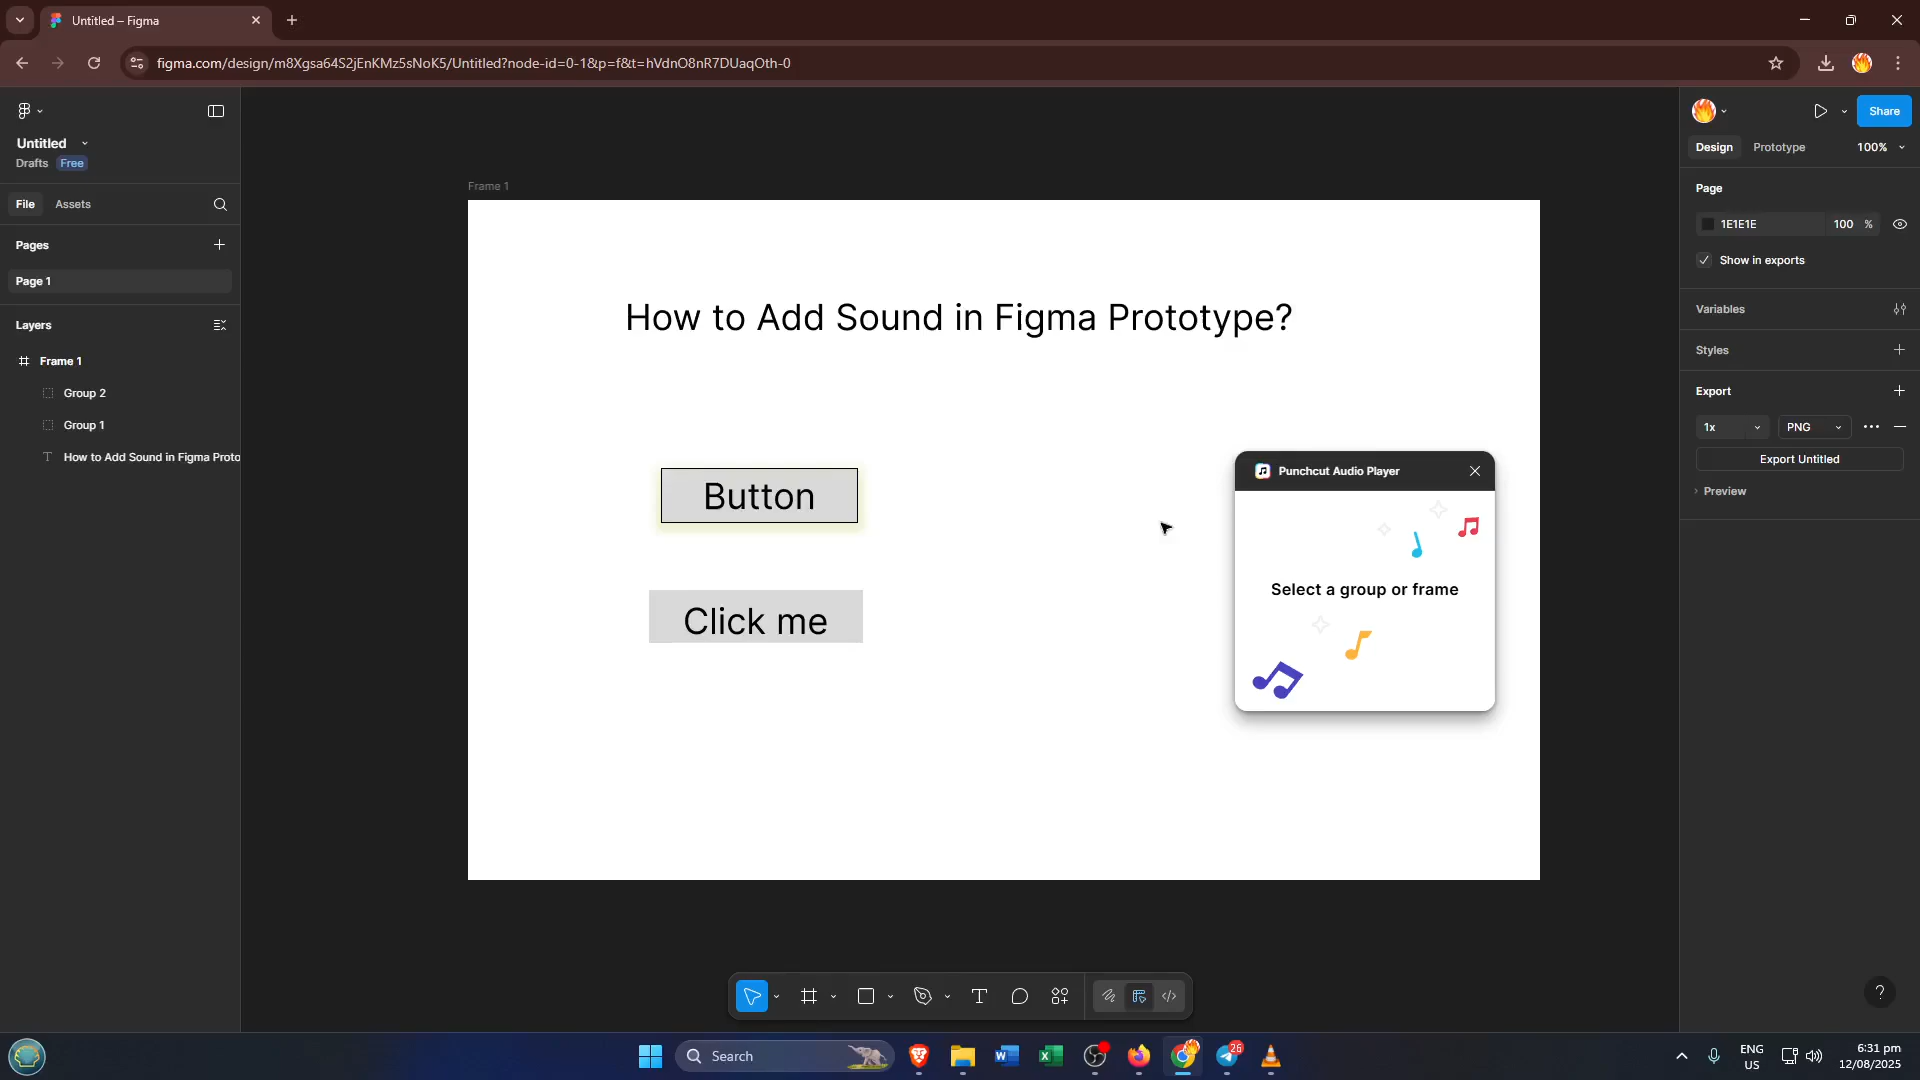 Untitled – Figma
figma.com/design/m8Xgsa64S2jEnKMz5sNoK5/Untitled?node-id=0-1&p=f&t=hVdnO8nR7DUaqOth-0
Untitled
Drafts Free
File Assets
Pages
Page 1
Layers
Frame 1
Group 2
Group 1
How to Add Sound in Figma Proto
Frame 1
How to Add Sound in Figma Prototype?
Button
Click me
Punchcut Audio Player
Select a group or frame
Share
Design Prototype 100%
Page
1E1E1E 100 %
Show in exports
Variables
Styles
Export
1x PNG
Export Untitled
Preview
?
Search
26
ENG
US
6:31 pm
12/08/2025